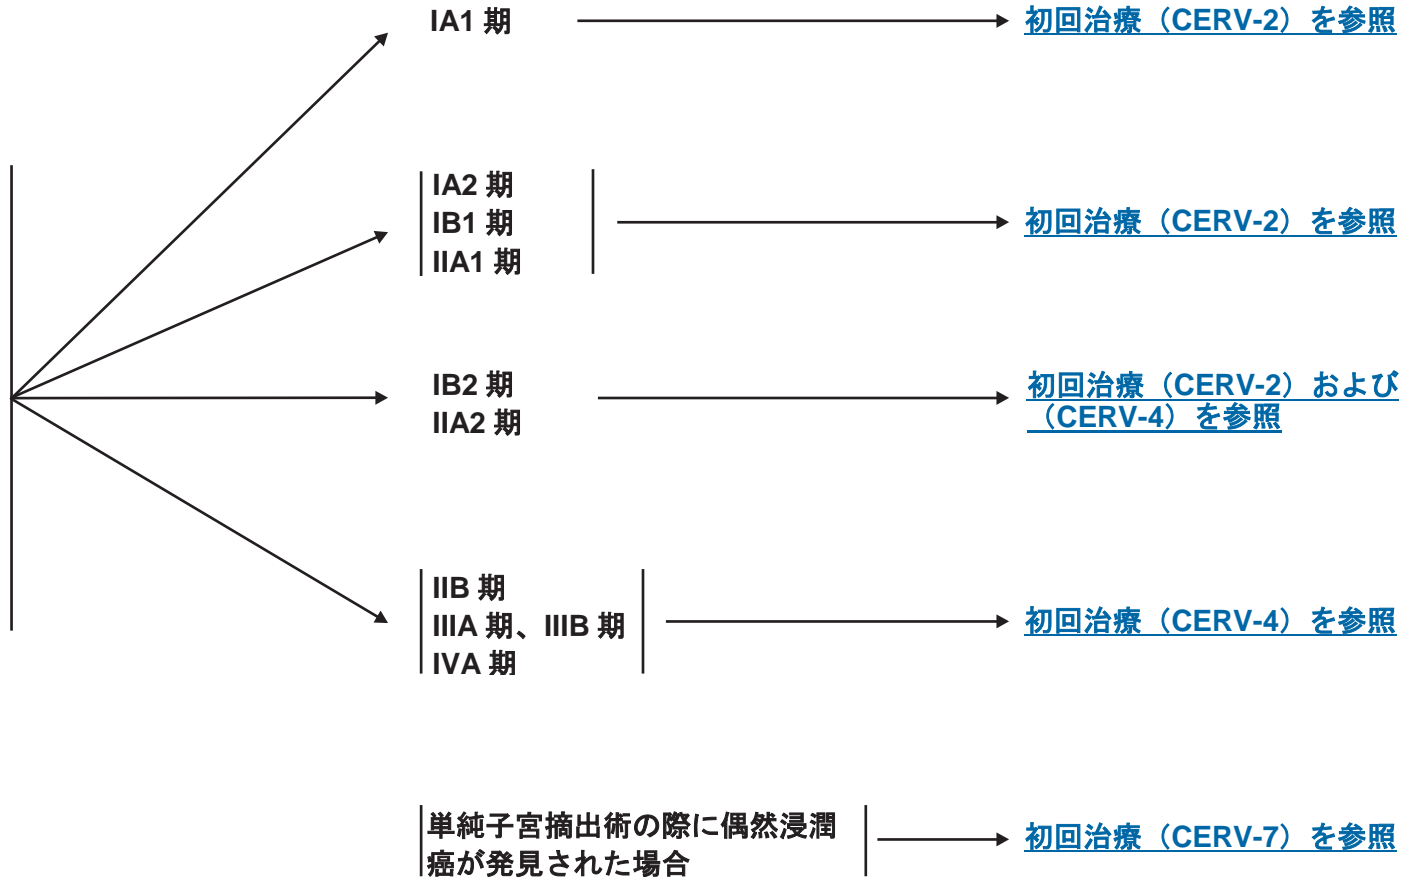 IA1 期
初回治療（CERV-2）を参照
IA2 期
IB1 期
IIA1 期
初回治療（CERV-2）を参照
IB2 期
IIA2 期
初回治療（CERV-2）および
（CERV-4）を参照
IIB 期
IIIA 期、IIIB 期
IVA 期
初回治療（CERV-4）を参照
単純子宮摘出術の際に偶然浸潤
癌が発見された場合
初回治療（CERV-7）を参照